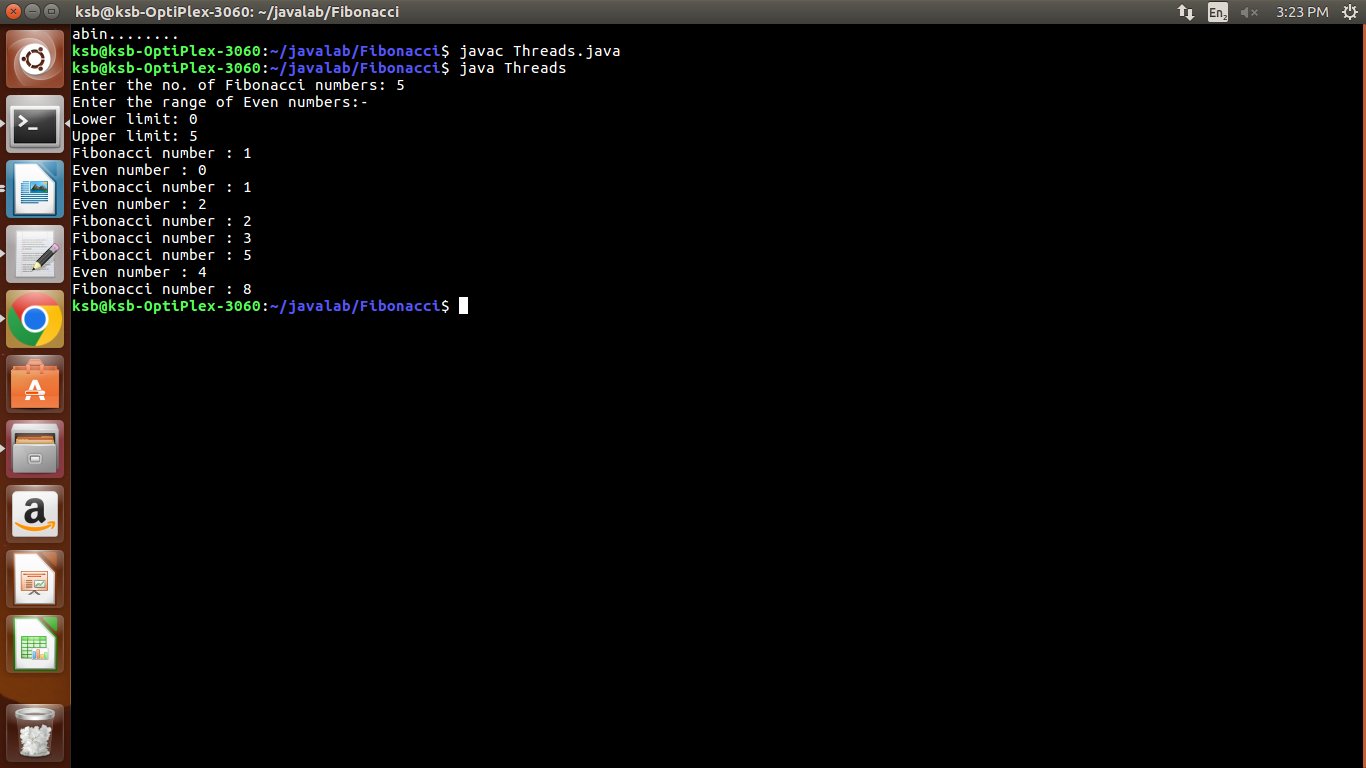 ksb@ksb-OptiPlex-3060: ~/javalab/Fibonacci
En2
3:23 PM
abin........
ksb@ksb-OptiPlex-3060:~/javalab/Fibonacci$ javac Threads.java
ksb@ksb-OptiPlex-3060:~/javalab/Fibonacci$ java Threads
Enter the no. of Fibonacci numbers: 5
Enter the range of Even numbers:-
Lower limit: 0
Upper limit: 5
Fibonacci number : 1
Even number : 0
Fibonacci number : 1
Even number : 2
Fibonacci number : 2
Fibonacci number : 3
Fibonacci number : 5
Even number : 4
Fibonacci number : 8
ksb@ksb-OptiPlex-3060:~/javalab/Fibonacci$